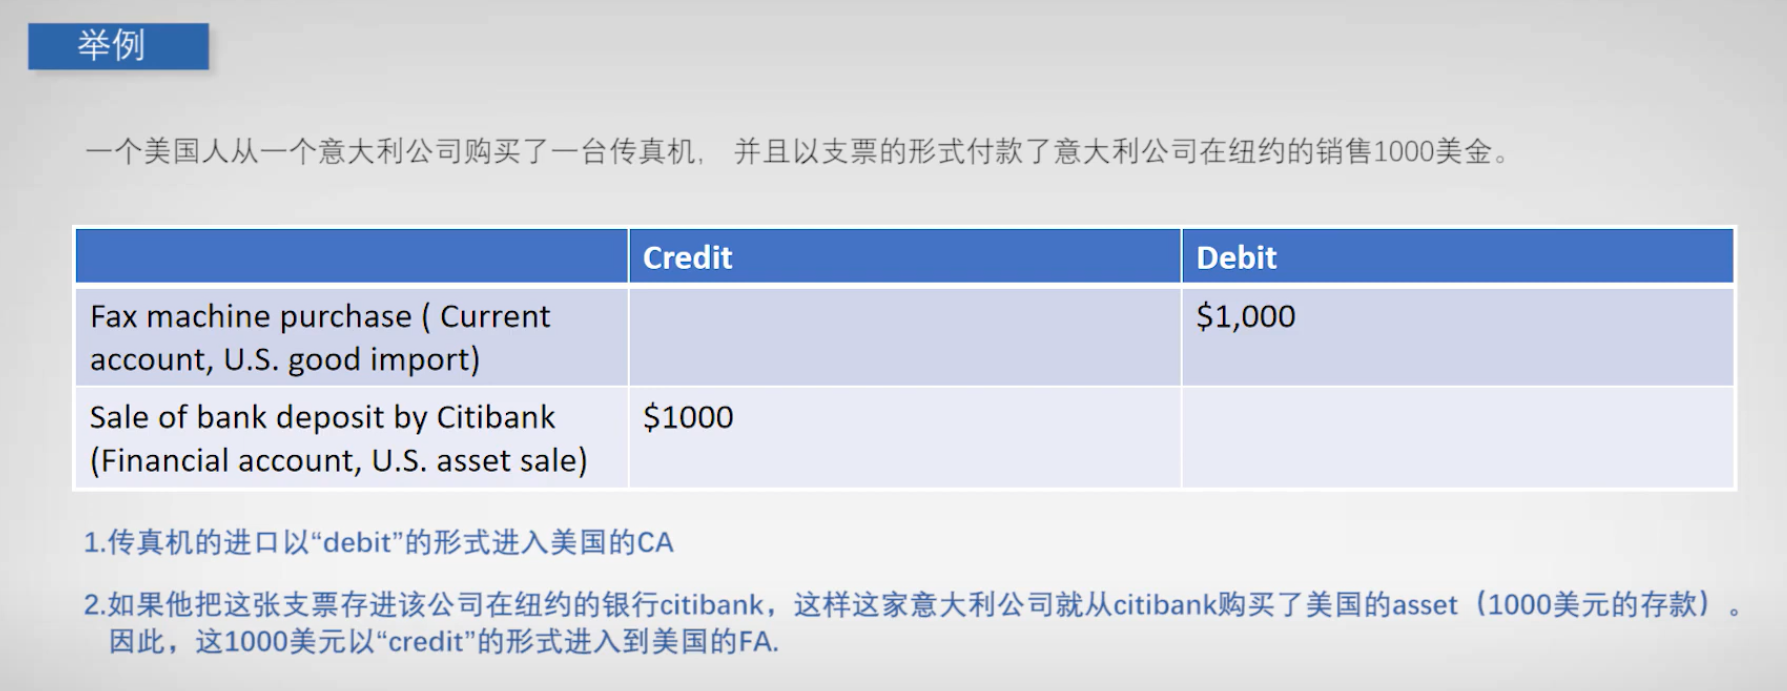 举例
一个美国人从一个意大利公司购买了一台传真机, 并且以支票的形式付款了意大利公司在纽约的销售1000美金。
Credit Debit
Fax machine purchase ( Current $1,000
account, U.S. good import)
Sale of bank deposit by Citibank $1000
(Financial account, U.S. asset sale)
1.传真机的进口以“debit”的形式进入美国的CA
2.如果他把这张支票存进该公司在纽约的银行citibank，这样这家意大利公司就从citibank购买了美国的asset（1000美元的存款）。
因此，这1000美元以“credit”的形式进入到美国的FA.